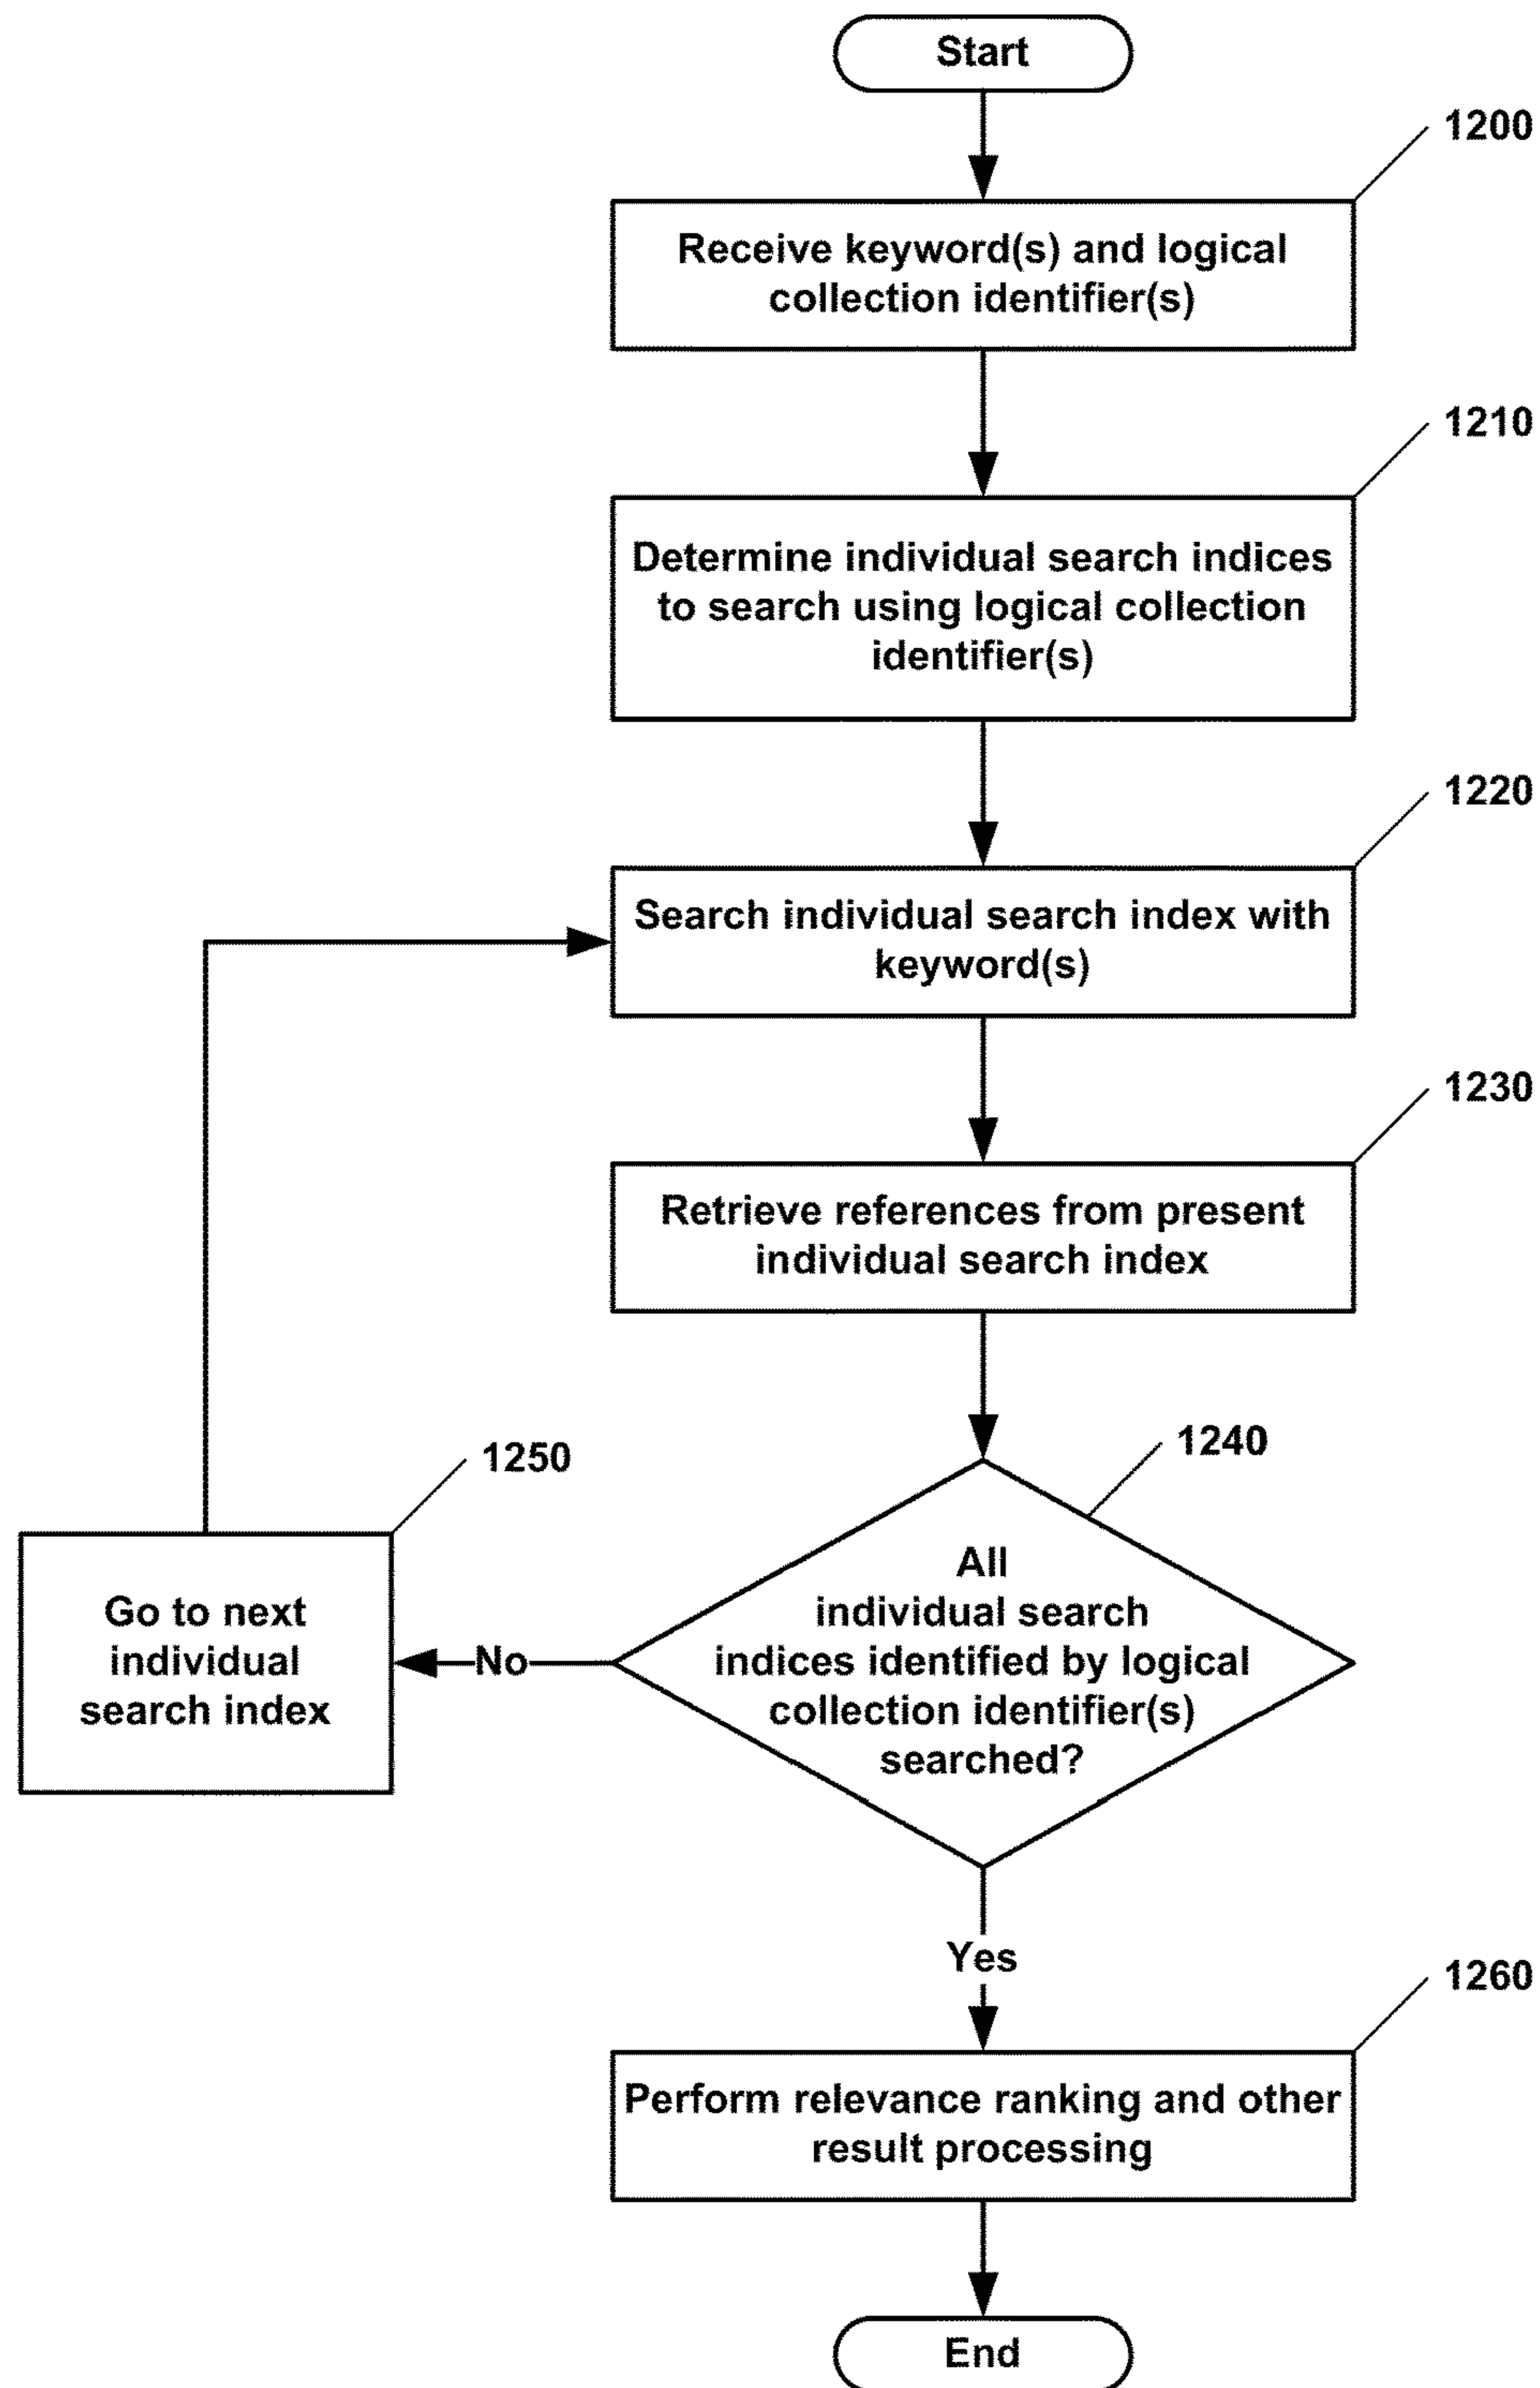 Start
1200
Receive keyword(s) and logical
collection identifier(s)
1210
Determine individual search indices
to search using logical collection
identifier(s)
1220
Search individual search index with
keyword(s)
1230
Retrieve references from present
individual search index
1240
All
individual search
indices identified by logical
collection identifier(s)
searched?
No
1250
Go to next
individual
search index
Yes
1260
Perform relevance ranking and other
result processing
End